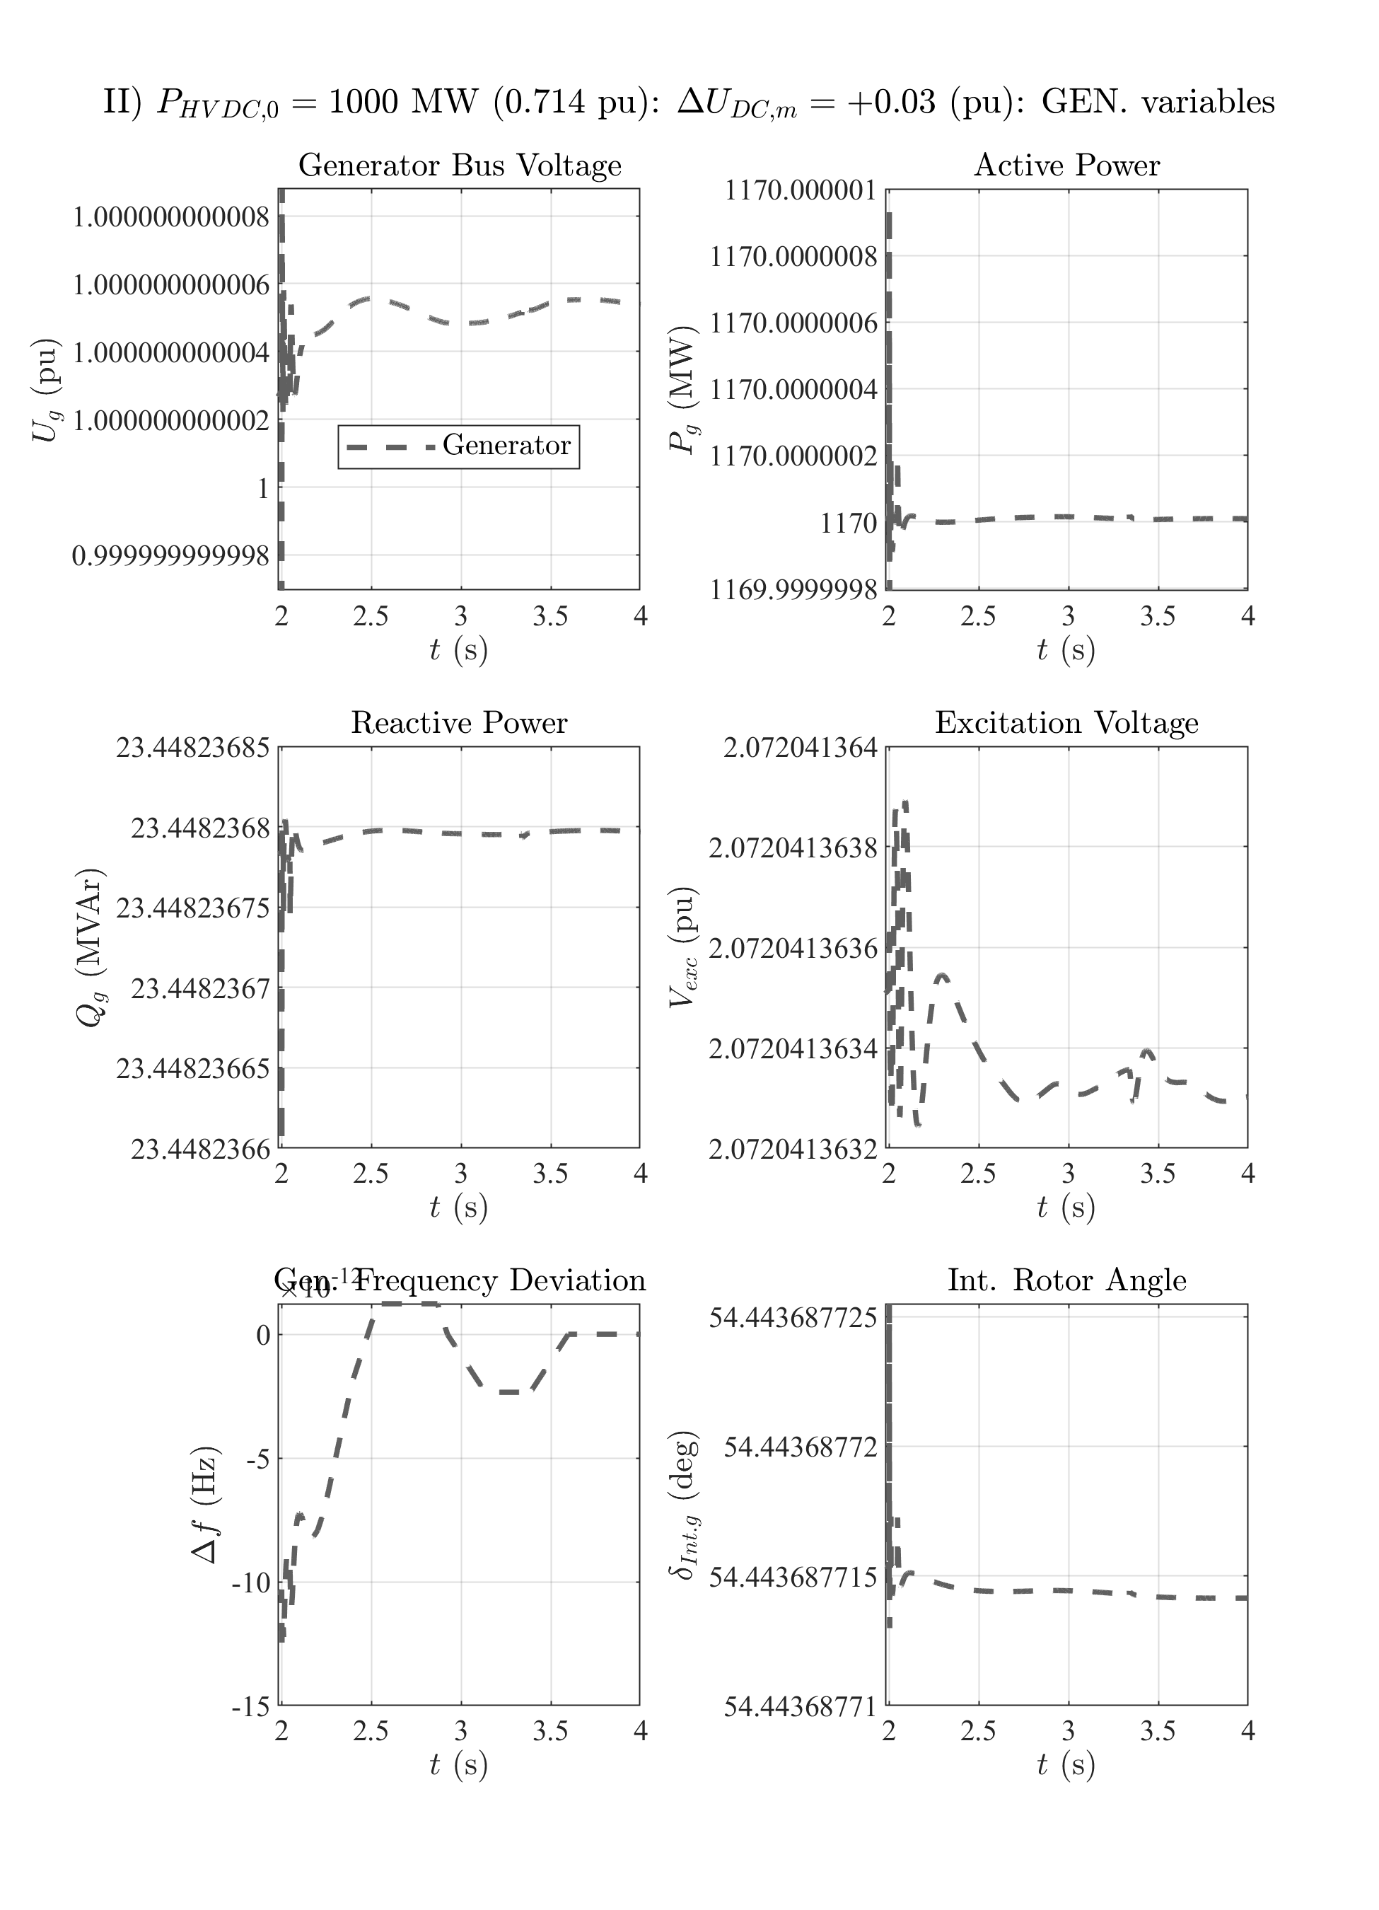 II) P_{HVDC,0} = 1000 MW (0.714 pu): ΔU_{DC,m} = +0.03 (pu): GEN. variables
Generator Bus Voltage
1.000000000008
1.000000000006
1.000000000004
1.000000000002
1
0.999999999998
U_g (pu)
Generator
2 2.5 3 3.5 4
t (s)
Active Power
1170.000001
1170.0000008
1170.0000006
1170.0000004
1170.0000002
1170
1169.9999998
P_g (MW)
2 2.5 3 3.5 4
t (s)
Reactive Power
23.44823685
23.4482368
23.44823675
23.4482367
23.44823665
23.4482366
Q_g (MVAr)
2 2.5 3 3.5 4
t (s)
Excitation Voltage
2.072041364
2.0720413638
2.0720413636
2.0720413634
2.0720413632
V_{exc} (pu)
2 2.5 3 3.5 4
t (s)
Gen. Frequency Deviation
×10^{-12}
0
-5
-10
-15
Δf (Hz)
2 2.5 3 3.5 4
t (s)
Int. Rotor Angle
54.443687725
54.44368772
54.443687715
54.44368771
δ_{Int.g} (deg)
2 2.5 3 3.5 4
t (s)